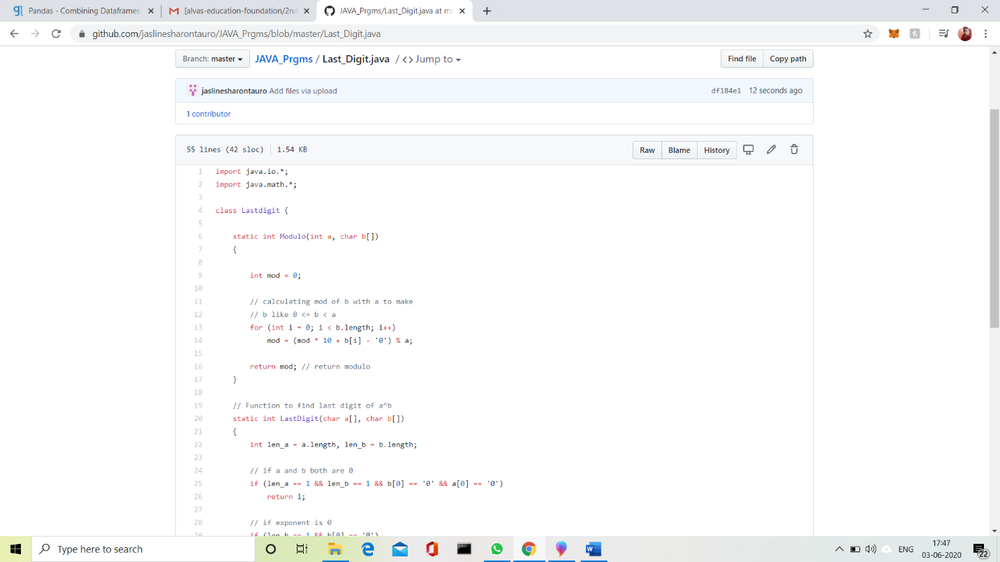 Pandas - Combining Dataframes
[alvas-education-foundation/2nd
JAVA_Prgms/Last_Digit.java at ma
github.com/jaslinesharontauro/JAVA_Prgms/blob/master/Last_Digit.java
Branch: master
JAVA_Prgms / Last_Digit.java / <> Jump to
Find file
Copy path
jaslinesharontauro Add files via upload
df184e1 12 seconds ago
1 contributor
55 lines (42 sloc) 1.54 KB
Raw
Blame
History
1 import java.io.*;
2 import java.math.*;
3
4 class Lastdigit {
5
6 static int Modulo(int a, char b[])
7 {
8
9 int mod = 0;
10
11 // calculating mod of b with a to make
12 // b like 0 <= b < a
13 for (int i = 0; i < b.length; i++)
14 mod = (mod * 10 + b[i] - '0') % a;
15
16 return mod; // return modulo
17 }
18
19 // Function to find last digit of a^b
20 static int LastDigit(char a[], char b[])
21 {
22 int len_a = a.length, len_b = b.length;
23
24 // if a and b both are 0
25 if (len_a == 1 && len_b == 1 && b[0] == '0' && a[0] == '0')
26 return 1;
27
28 // if exponent is 0
29 if (len_b == 1 && b[0] == '0')
Type here to search
ENG
17:47
03-06-2020
22